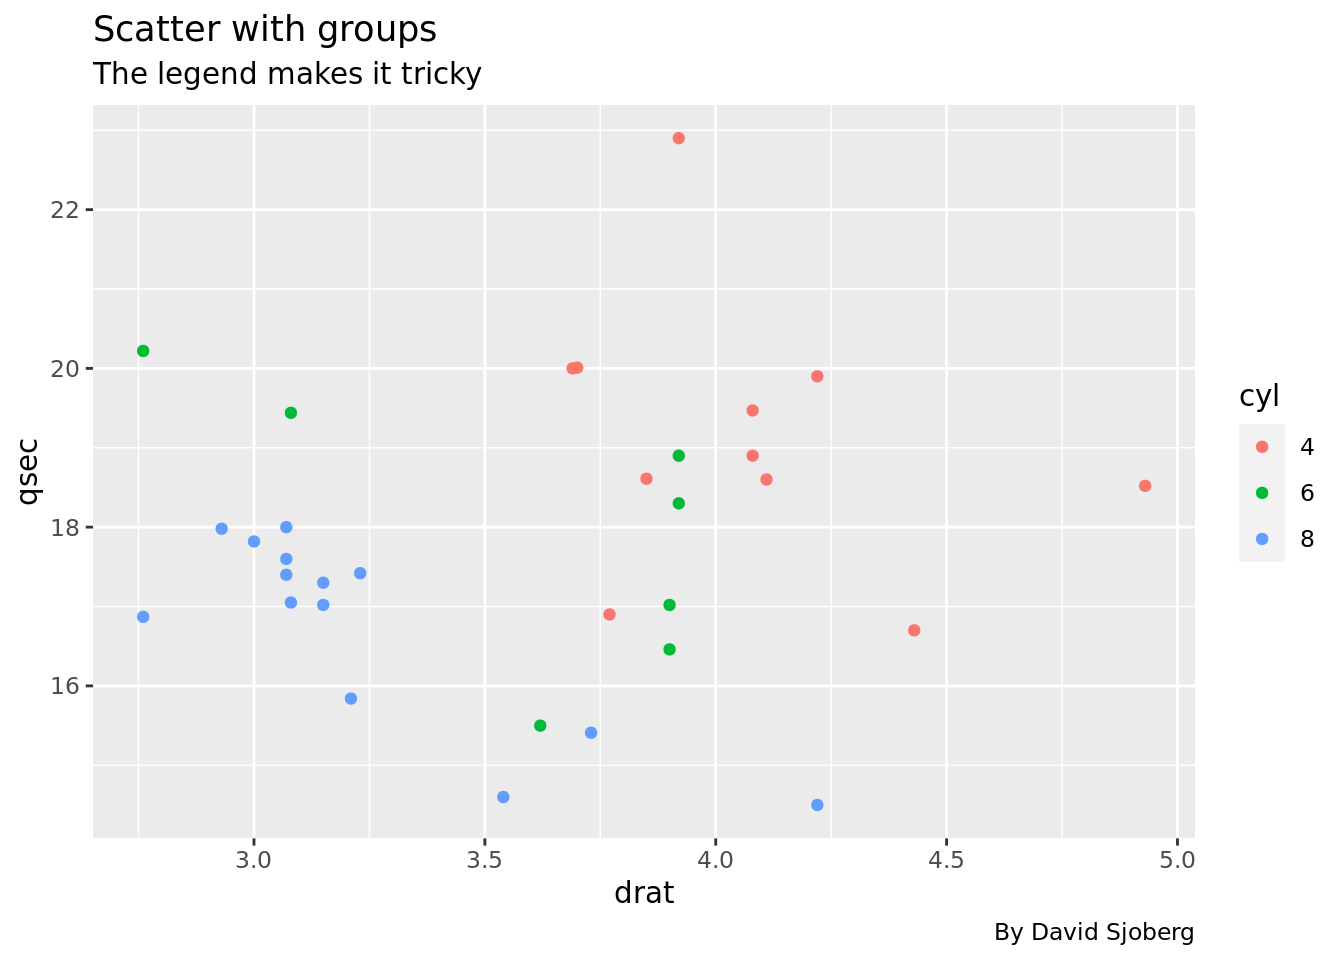 Scatter with groups
The legend makes it tricky
22
20
18
16
qsec
3.0 3.5 4.0 4.5 5.0
drat
cyl
4
6
8
By David Sjoberg